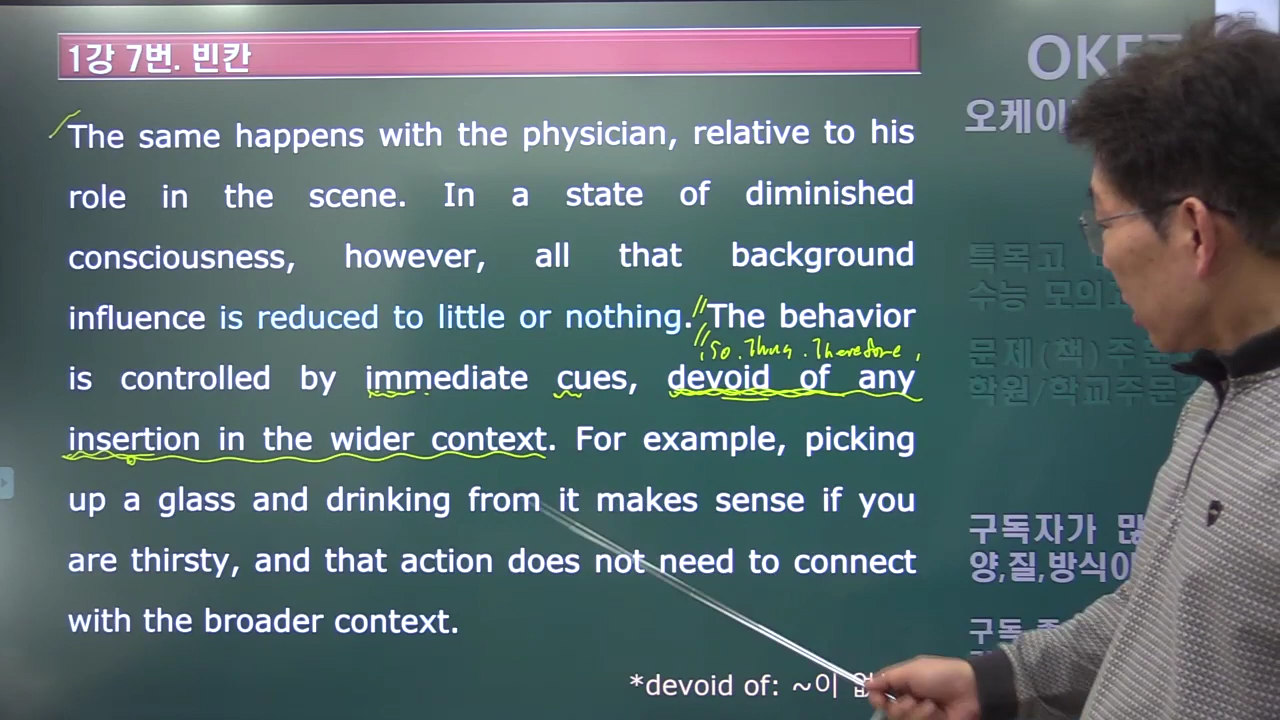 1강 7번. 빈칸
The same happens with the physician, relative to his
role in the scene. In a state of diminished
consciousness, however, all that background
influence is reduced to little or nothing. The behavior
so. Thus. Therefore,
is controlled by immediate cues, devoid of any
insertion in the wider context. For example, picking
up a glass and drinking from it makes sense if you
are thirsty, and that action does not need to connect
with the broader context.
*devoid of: ~이
오케이
특목고
수능 모의고
문제(책)주문
학원/학교주문
구독자가 많
양,질,방식이
구독